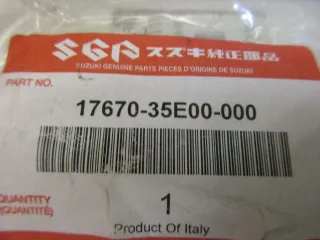 SGP スズキ純正部品
SUZUKI GENUINE PARTS PIECES D'ORIGINE DE SUZUKI
PART NO.
17670-35E00-000
QUANTITY
(QUANTITÉ)
1
Product Of Italy